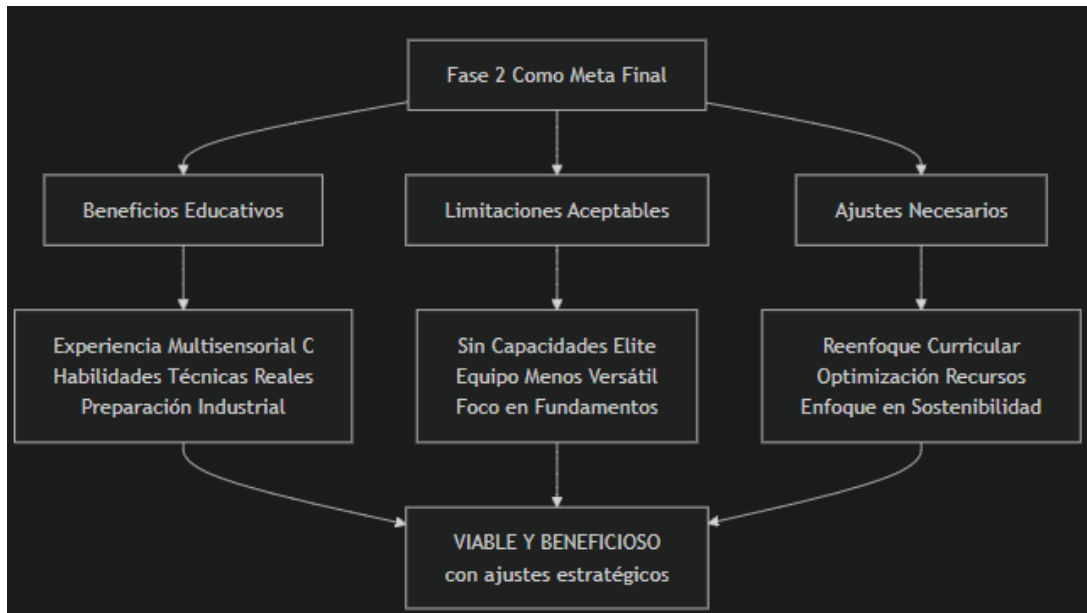 Fase 2 Como Meta Final
Beneficios Educativos
Limitaciones Aceptables
Ajustes Necesarios
Experiencia Multisensorial C
Habilidades Técnicas Reales
Preparación Industrial
Sin Capacidades Elite
Equipo Menos Versátil
Foco en Fundamentos
Reenfoque Curricular
Optimización Recursos
Enfoque en Sostenibilidad
VIABLE Y BENEFICIOSO
con ajustes estratégicos